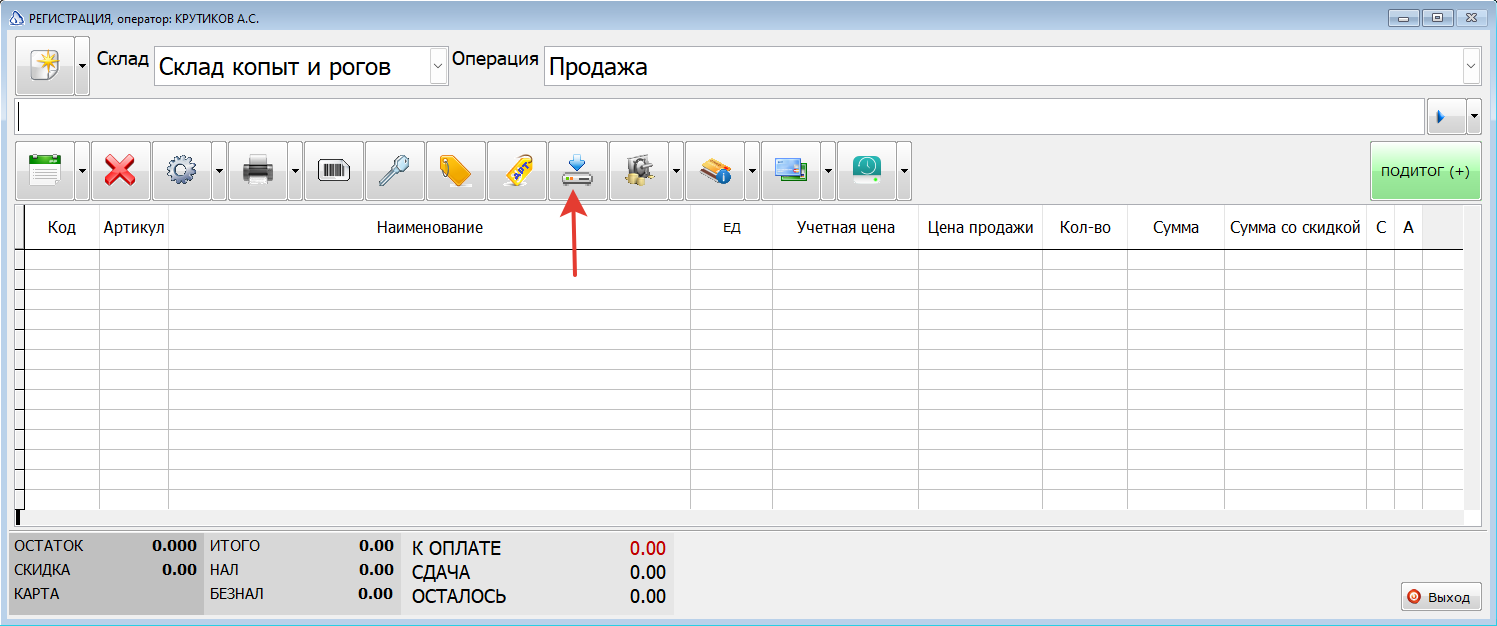 РЕГИСТРАЦИЯ, оператор: КРУТИКОВ А.С.
Склад Склад копыт и рогов Операция Продажа
АРТ
ПОДИТОГ (+)
Код Артикул Наименование ЕД Учетная цена Цена продажи Кол-во Сумма Сумма со скидкой С А
ОСТАТОК 0.000 ИТОГО 0.00 К ОПЛАТЕ 0.00
СКИДКА 0.00 НАЛ 0.00 СДАЧА 0.00
КАРТА БЕЗНАЛ 0.00 ОСТАЛОСЬ 0.00
Выход